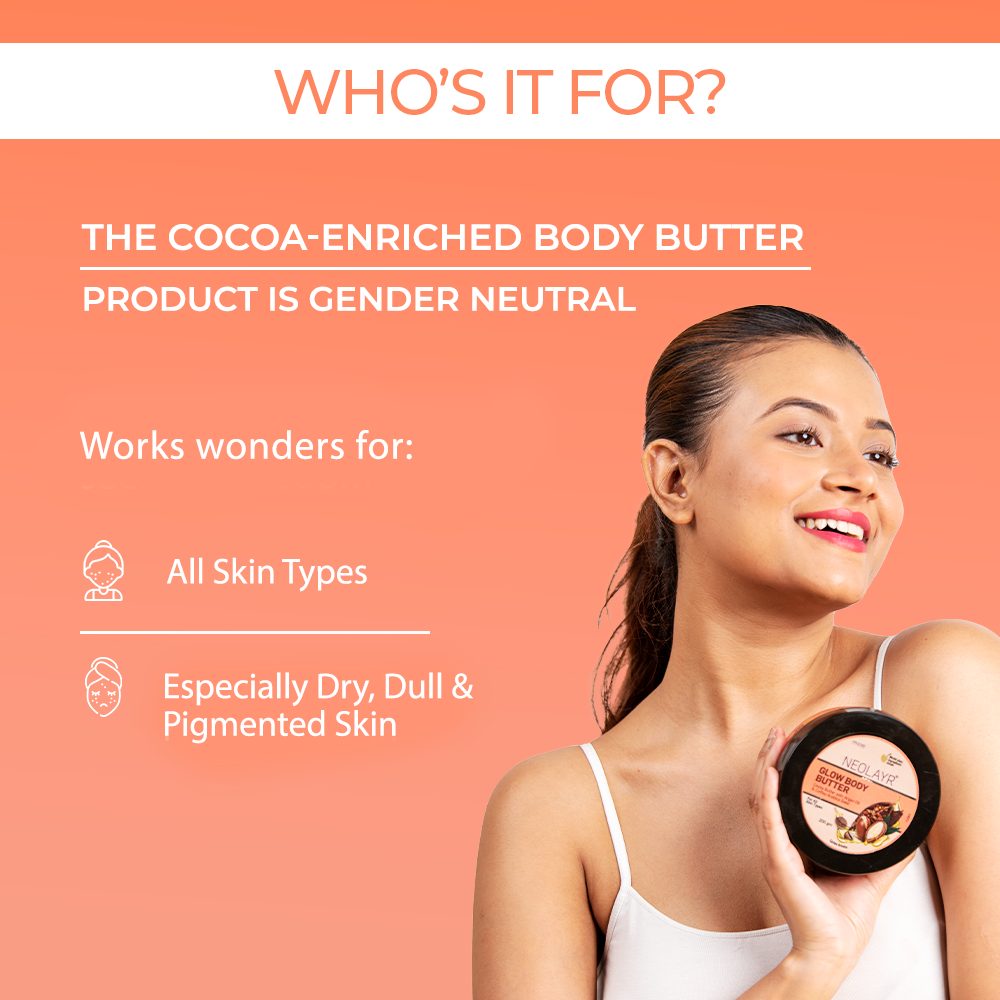 WHO'S IT FOR?
THE COCOA-ENRICHED BODY BUTTER
PRODUCT IS GENDER NEUTRAL
Works wonders for:
All Skin Types
Especially Dry, Dull &
Pigmented Skin
NEOLAYR
GLOW BODY
BUTTER